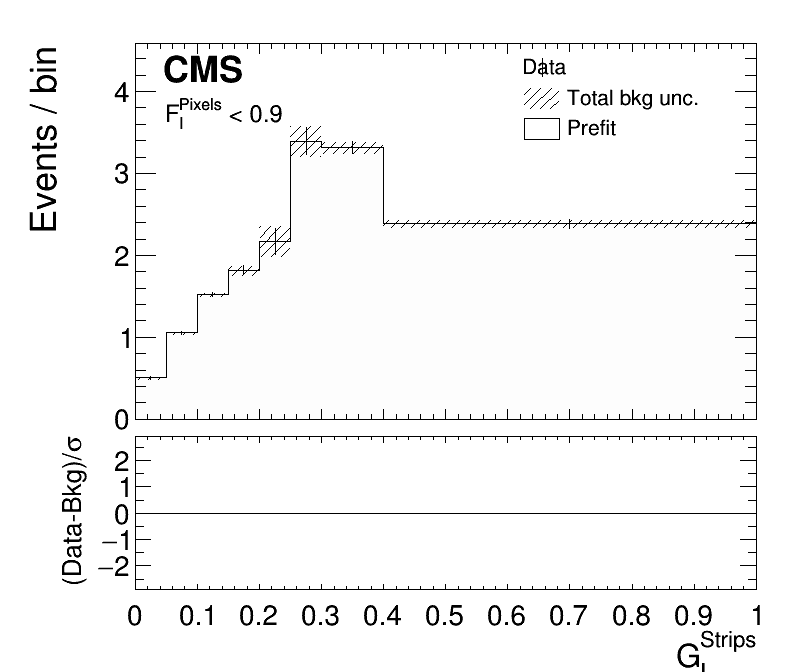 Events / bin
CMS
F_I^Pixels < 0.9
Data
Total bkg unc.
Prefit
4
3
2
1
0
(Data-Bkg)/σ
2
1
0
−1
−2
0 0.1 0.2 0.3 0.4 0.5 0.6 0.7 0.8 0.9 1
G_I^Strips